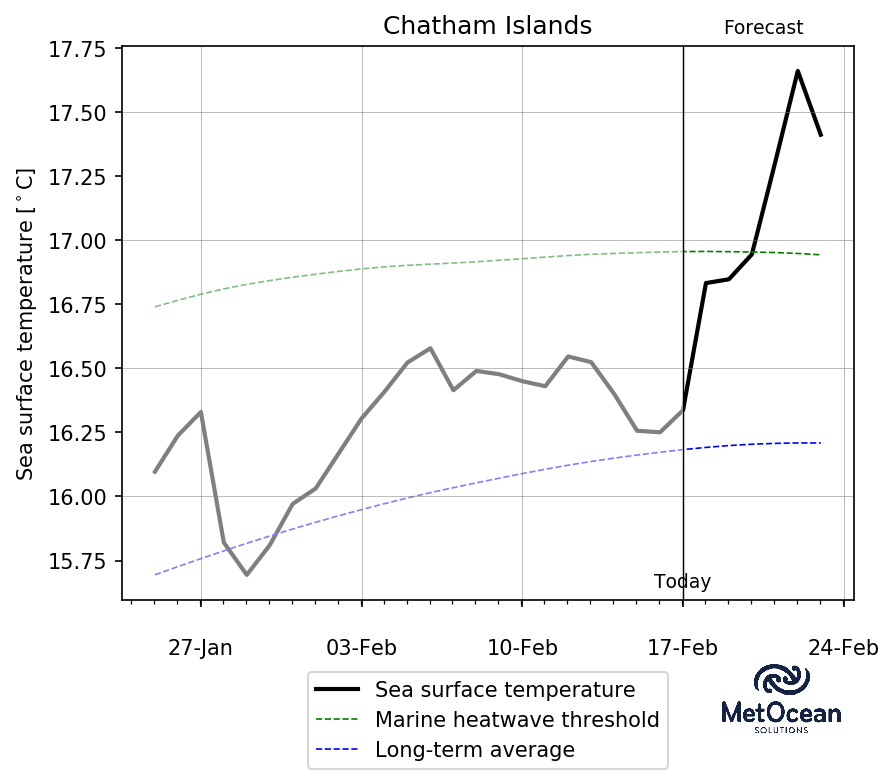 Chatham Islands
Forecast
17.75
17.50
17.25
17.00
16.75
16.50
16.25
16.00
15.75
Sea surface temperature [°C]
Today
27-Jan
03-Feb
10-Feb
17-Feb
24-Feb
Sea surface temperature
Marine heatwave threshold
Long-term average
MetOcean
SOLUTIONS